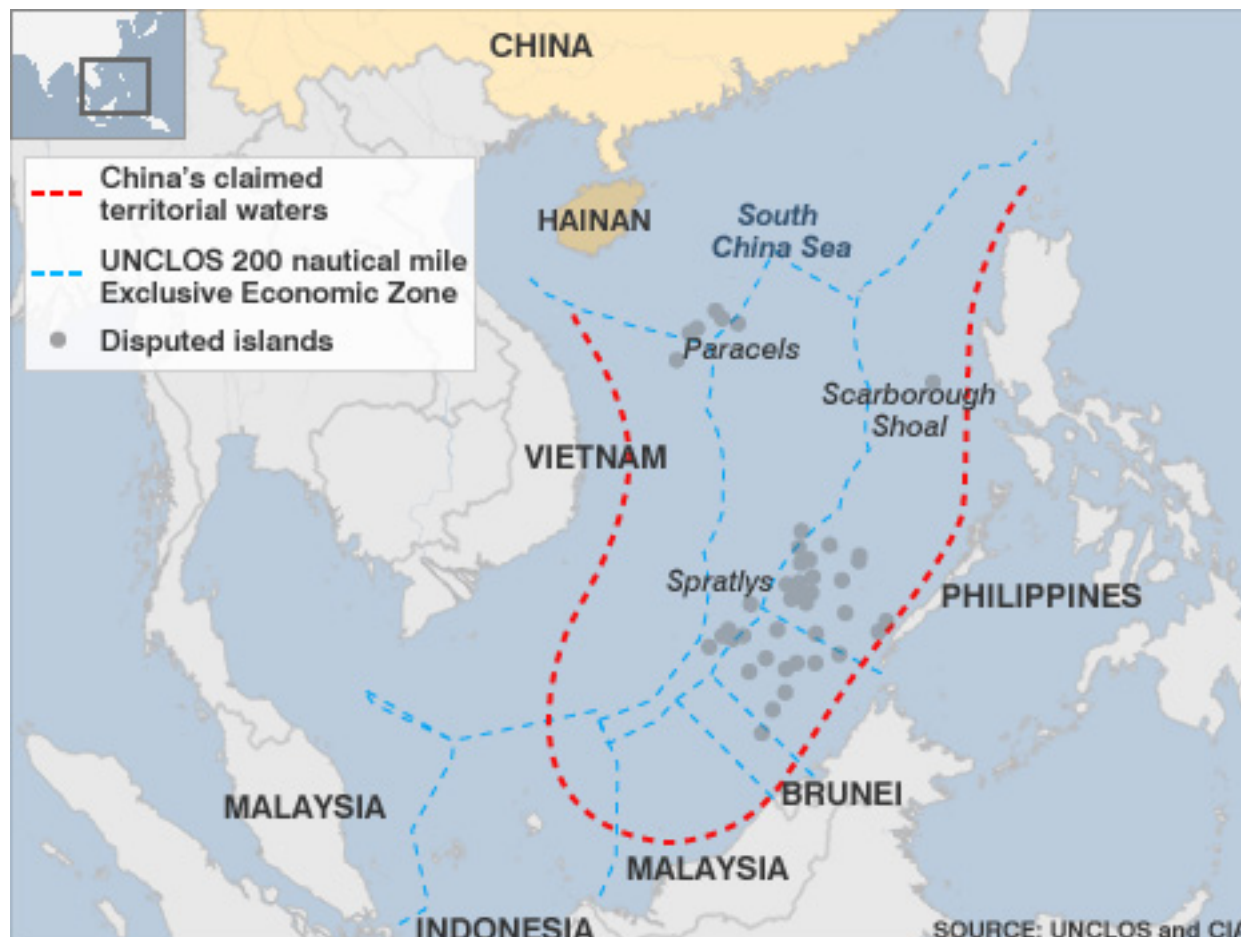 CHINA
China's claimed
territorial waters
UNCLOS 200 nautical mile
Exclusive Economic Zone
Disputed islands
HAINAN
South
China Sea
Paracels
Scarborough
Shoal
VIETNAM
Spratlys
PHILIPPINES
MALAYSIA
BRUNEI
MALAYSIA
INDONESIA
SOURCE: UNCLOS and CIA